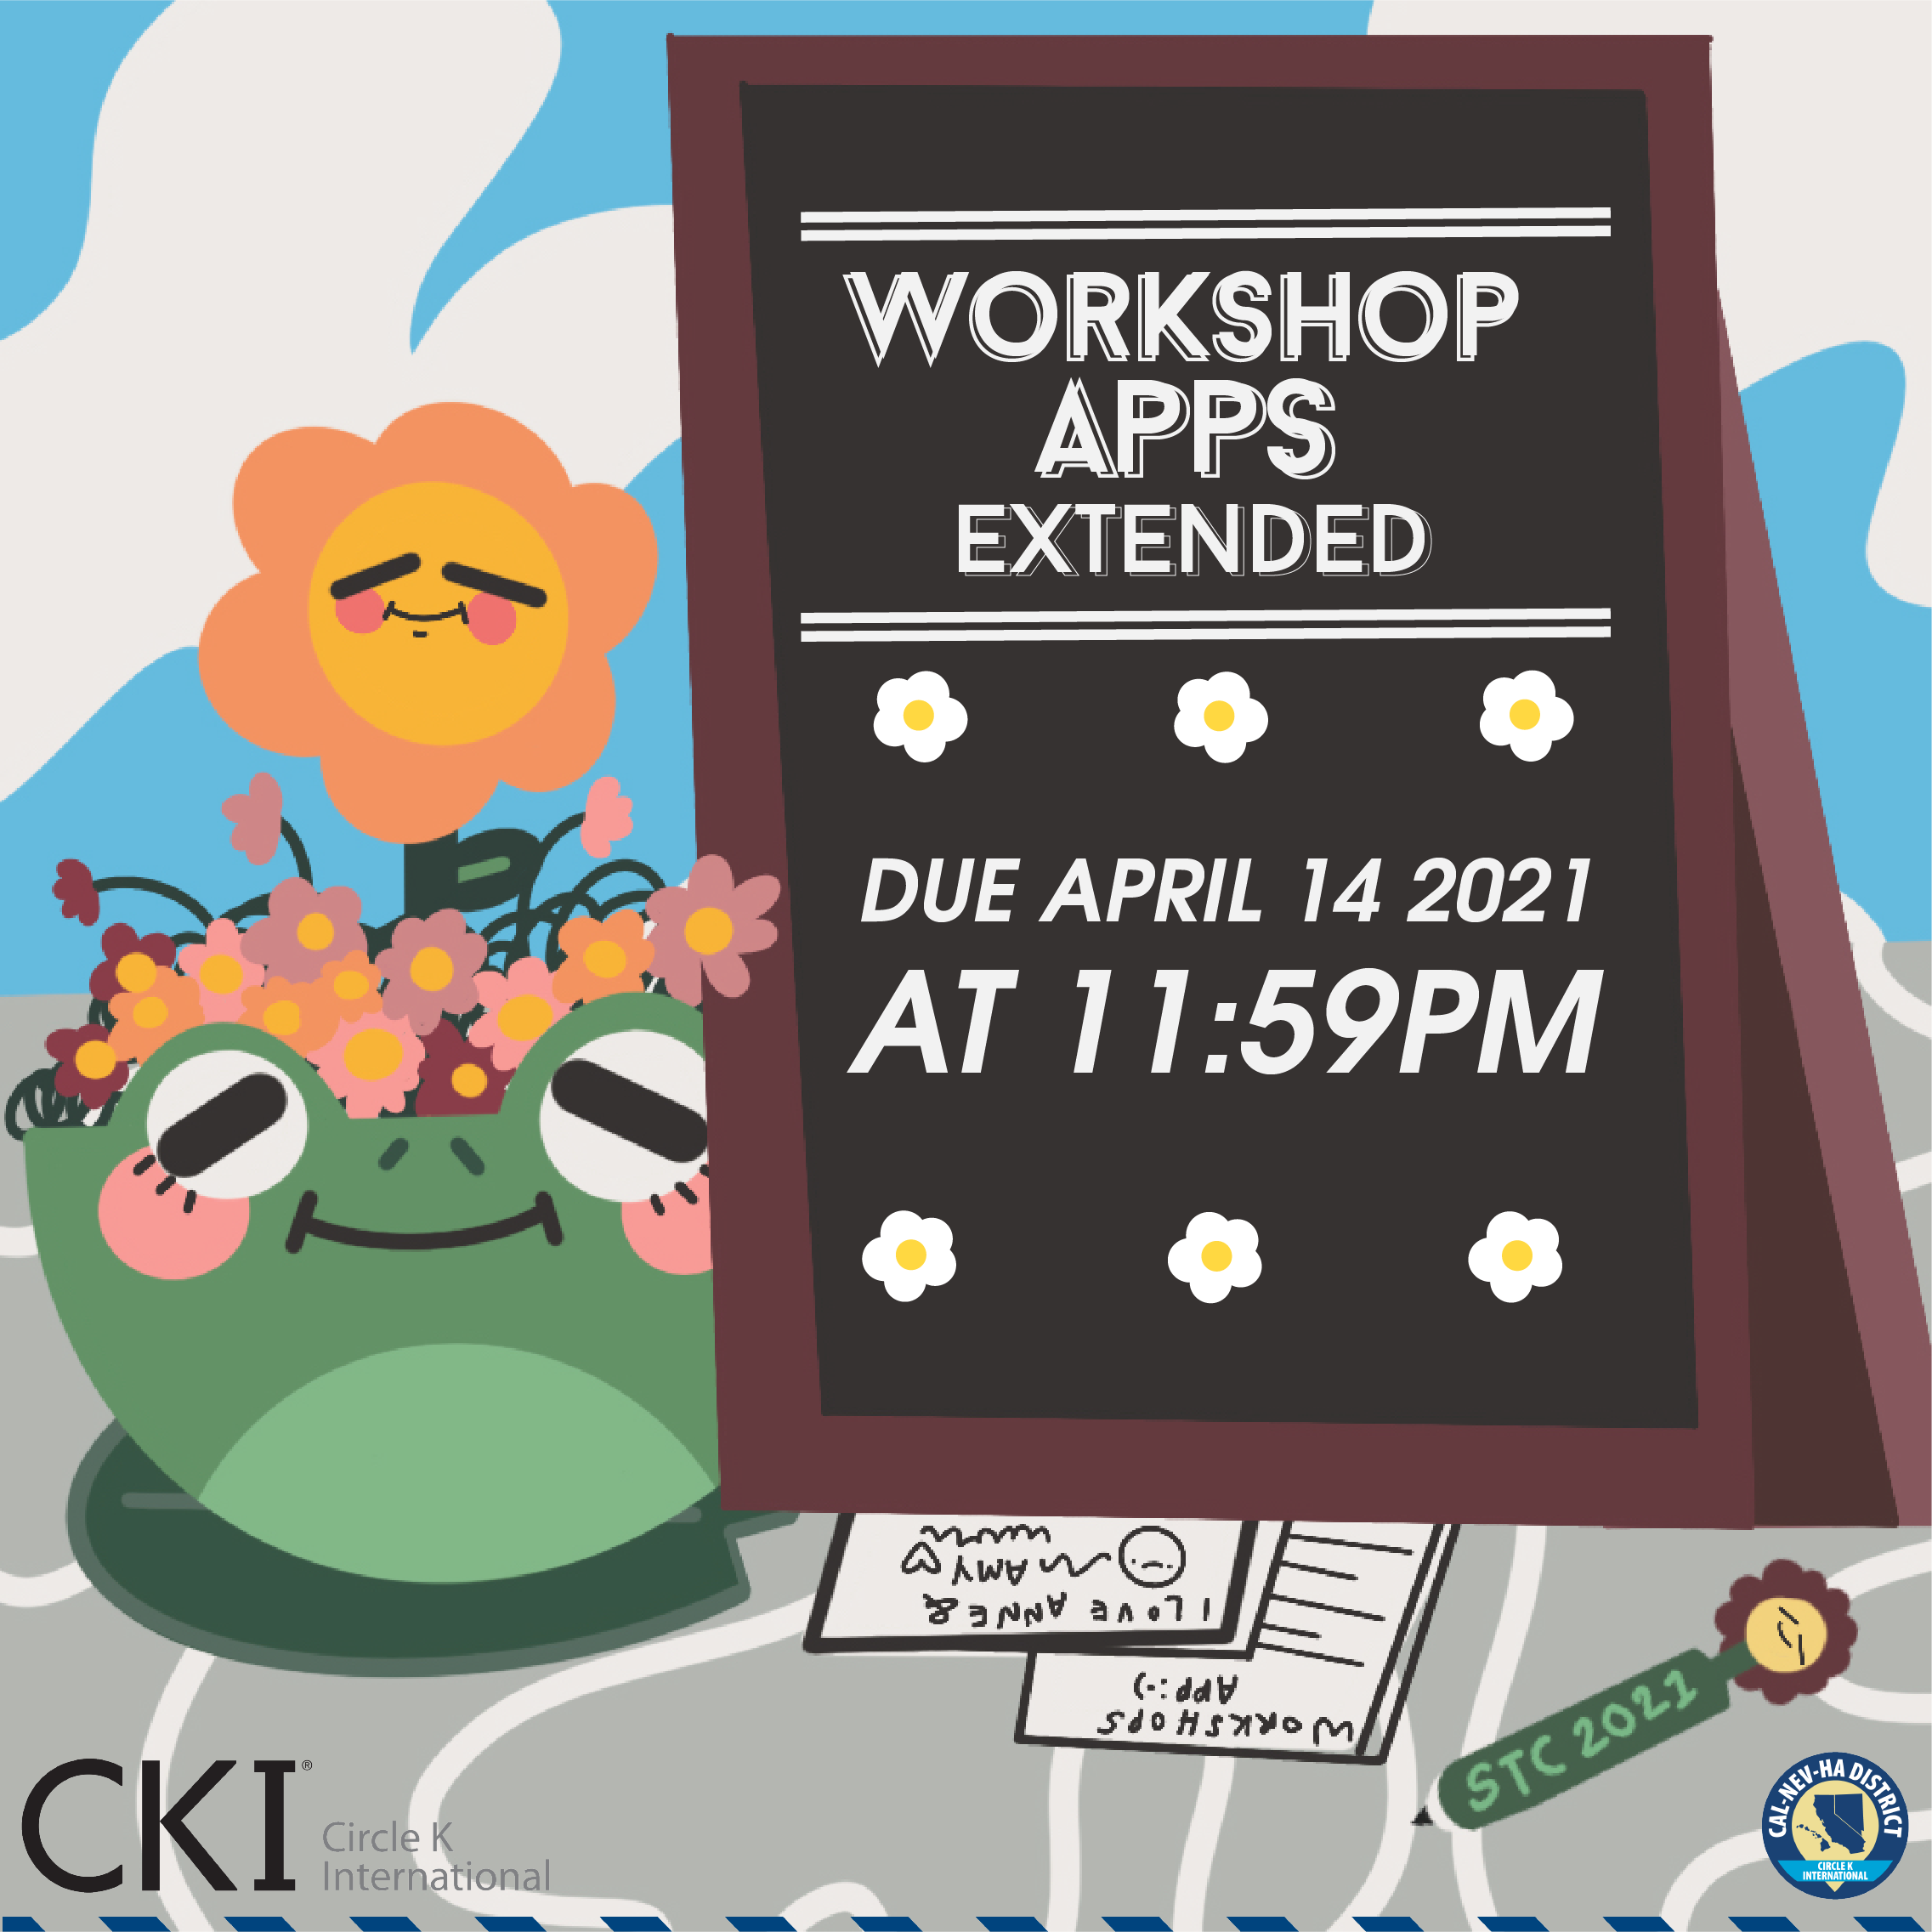 WORKSHOP
APPS
EXTENDED
DUE APRIL 14 2021
AT 11:59PM
I LOVE ANNE &
AMY
WORKSHOPS
APP :-)
STC 2021
CKI®
Circle K
International
CAL-NEV-HA DISTRICT
CIRCLE K
INTERNATIONAL